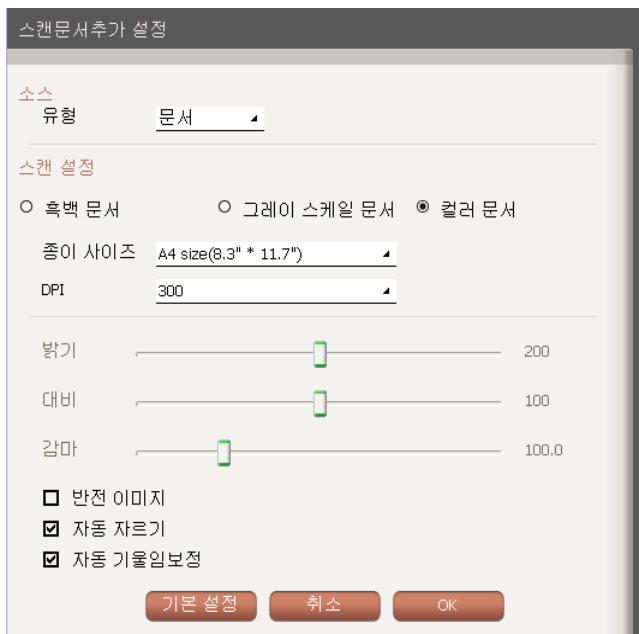 스캔문서추가 설정
소스
유형 문서
스캔 설정
흑백 문서 그레이 스케일 문서 컬러 문서
종이 사이즈 A4 size(8.3" * 11.7")
DPI 300
밝기 200
대비 100
감마 100.0
반전 이미지
자동 자르기
자동 기울임보정
기본 설정 취소 OK